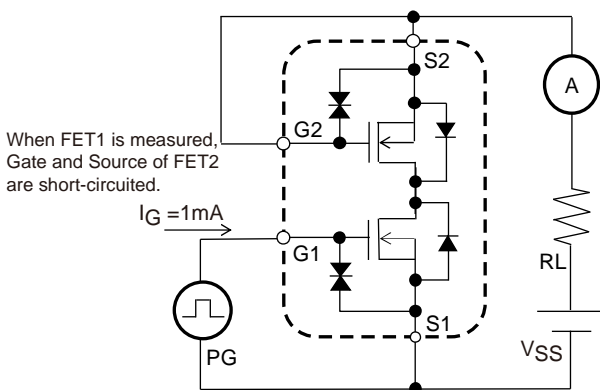 S2
A
G2
When FET1 is measured,
Gate and Source of FET2
are short-circuited.
IG =1mA
G1
RL
S1
VSS
PG